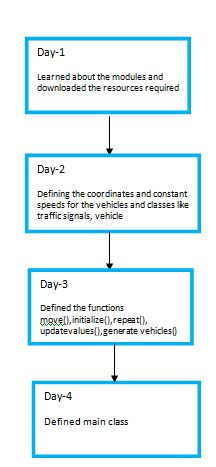 Day-1
Learned about the modules and
downloaded the resources required
Day-2
Defining the coordinates and constant
speeds for the vehicles and classes like
traffic signals, vehicle
Day-3
Defined the functions
move(),initialize(),repeat(),
updatevalues(),generate vehicles()
Day-4
Defined main class